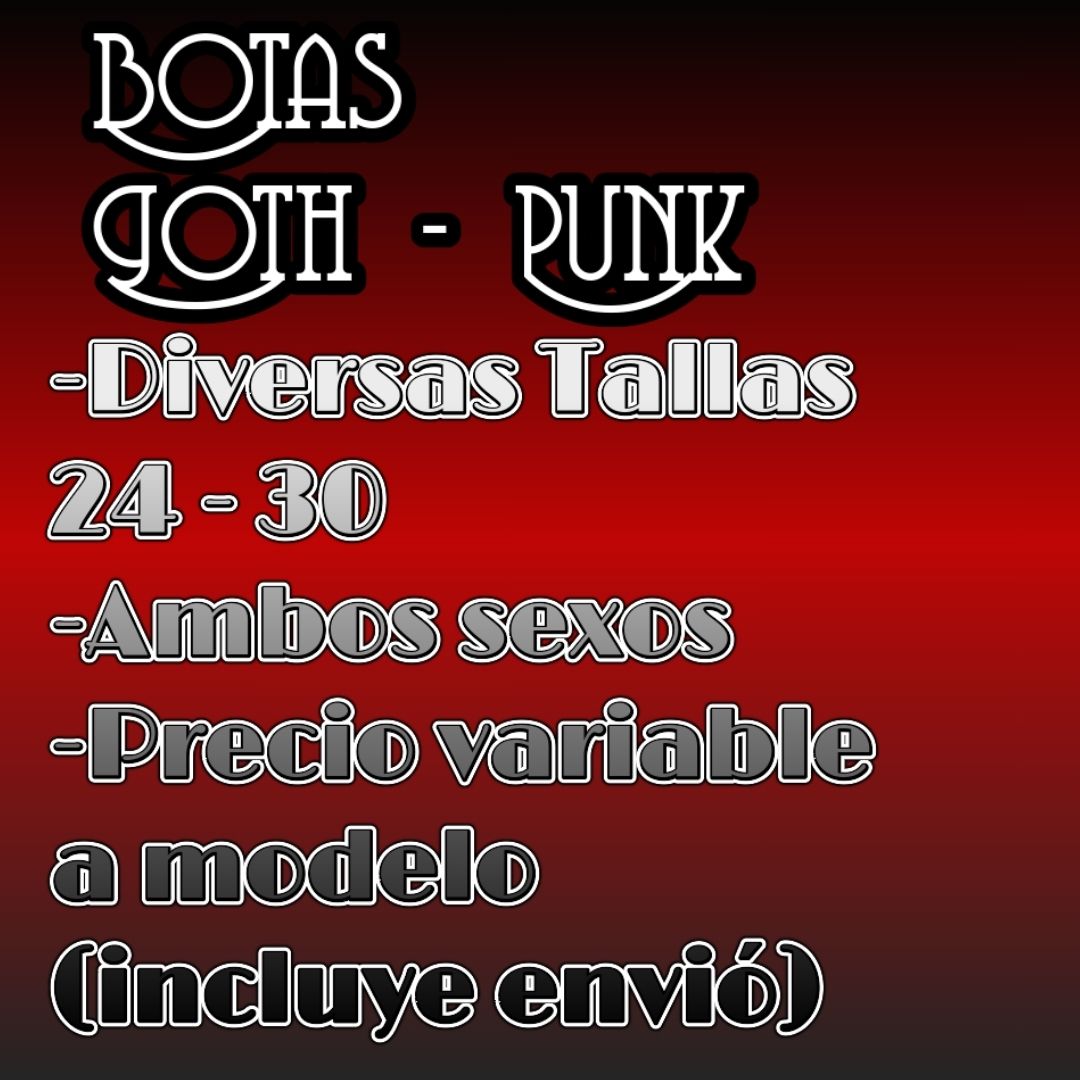 BOTAS
GOTH - PUNK
-Diversas Tallas
24 - 30
-Ambos sexos
-Precio variable
a modelo
(incluye envió)